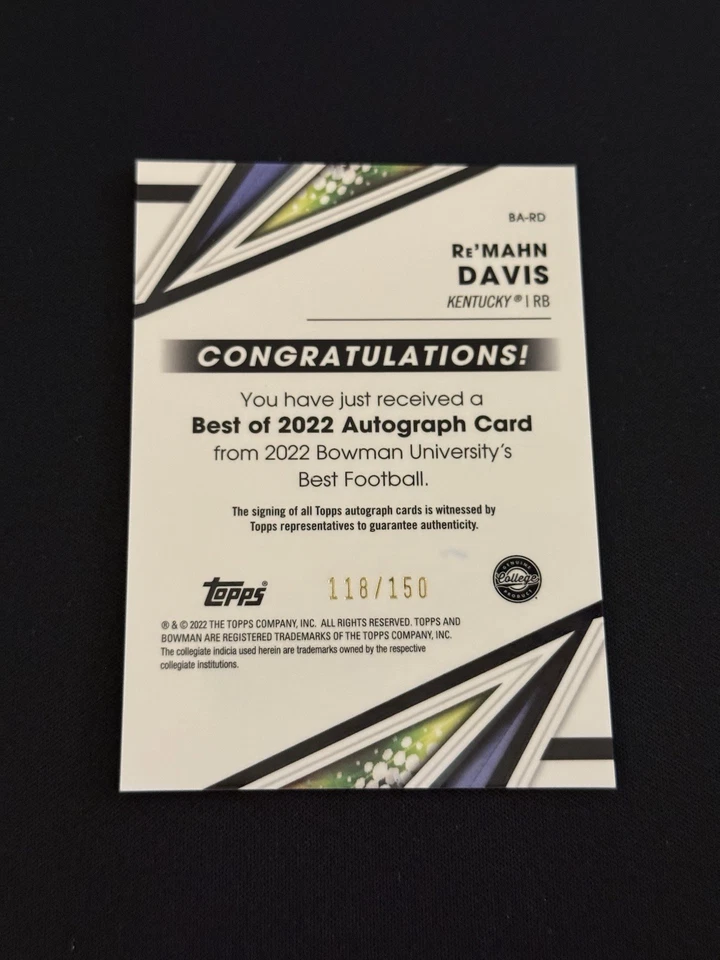 BA-RD
RE'MAHN
DAVIS
KENTUCKY® | RB
CONGRATULATIONS!
You have just received a
Best of 2022 Autograph Card
from 2022 Bowman University's
Best Football.
The signing of all Topps autograph cards is witnessed by
Topps representatives to guarantee authenticity.
topps®
118/150
GENUINE
College
PRODUCT
® & © 2022 THE TOPPS COMPANY, INC. ALL RIGHTS RESERVED. TOPPS AND
BOWMAN ARE REGISTERED TRADEMARKS OF THE TOPPS COMPANY, INC.
The collegiate indicia used herein are trademarks owned by the respective
collegiate institutions.